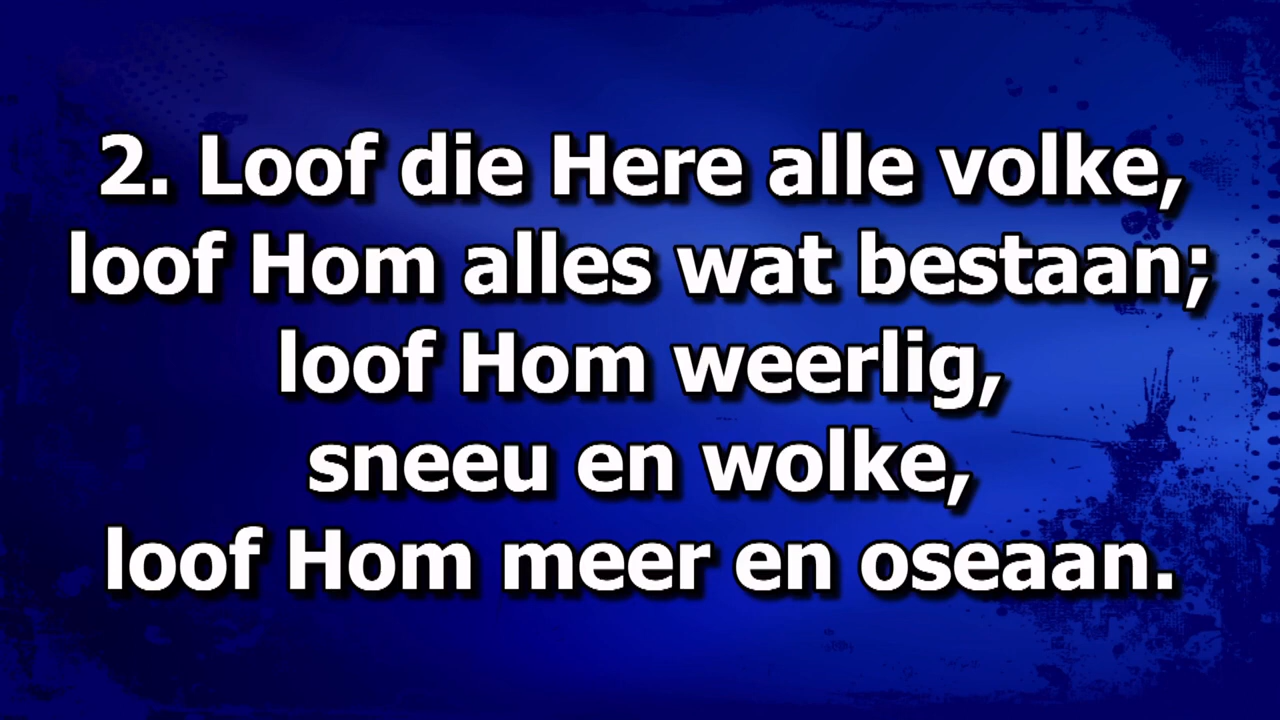 2. Loof die Here alle volke,
loof Hom alles wat bestaan;
loof Hom weerlig,
sneeu en wolke,
loof Hom meer en oseaan.